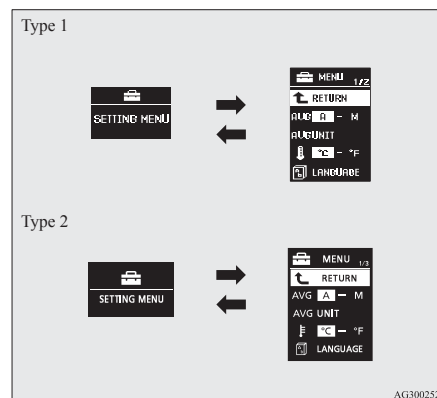 Type 1
SETTING MENU
MENU 1/2
RETURN
AVG A - M
AVG UNIT
°C - °F
LANGUAGE
Type 2
SETTING MENU
MENU 1/3
RETURN
AVG A - M
AVG UNIT
°C - °F
LANGUAGE
AG300252